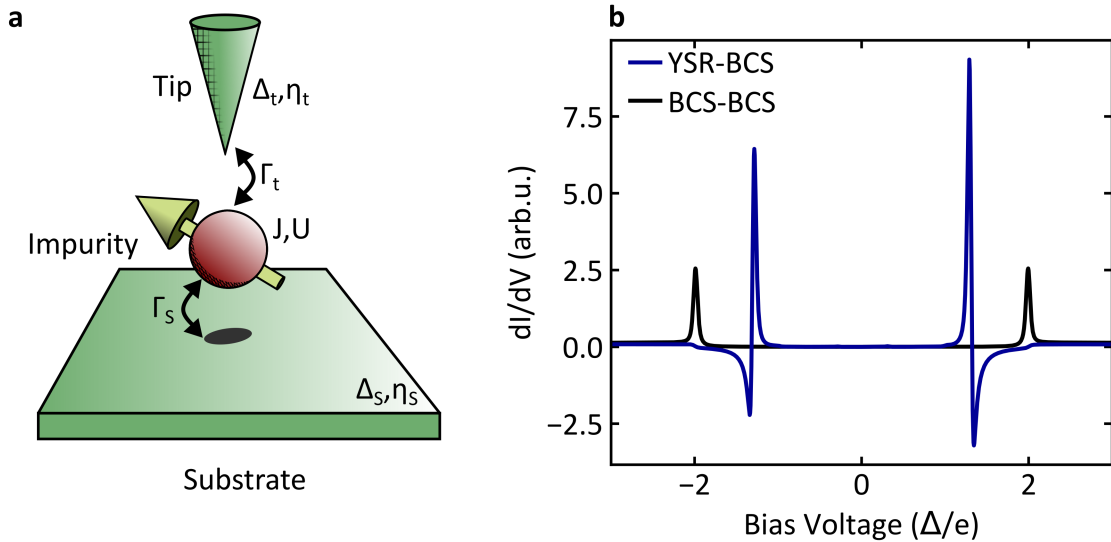 a
Tip
Δt,ηt
Γt
J,U
Impurity
ΓS
ΔS,ηS
Substrate
b
YSR-BCS
BCS-BCS
dI/dV (arb.u.)
7.5
5.0
2.5
0.0
−2.5
−2
0
2
Bias Voltage (Δ/e)